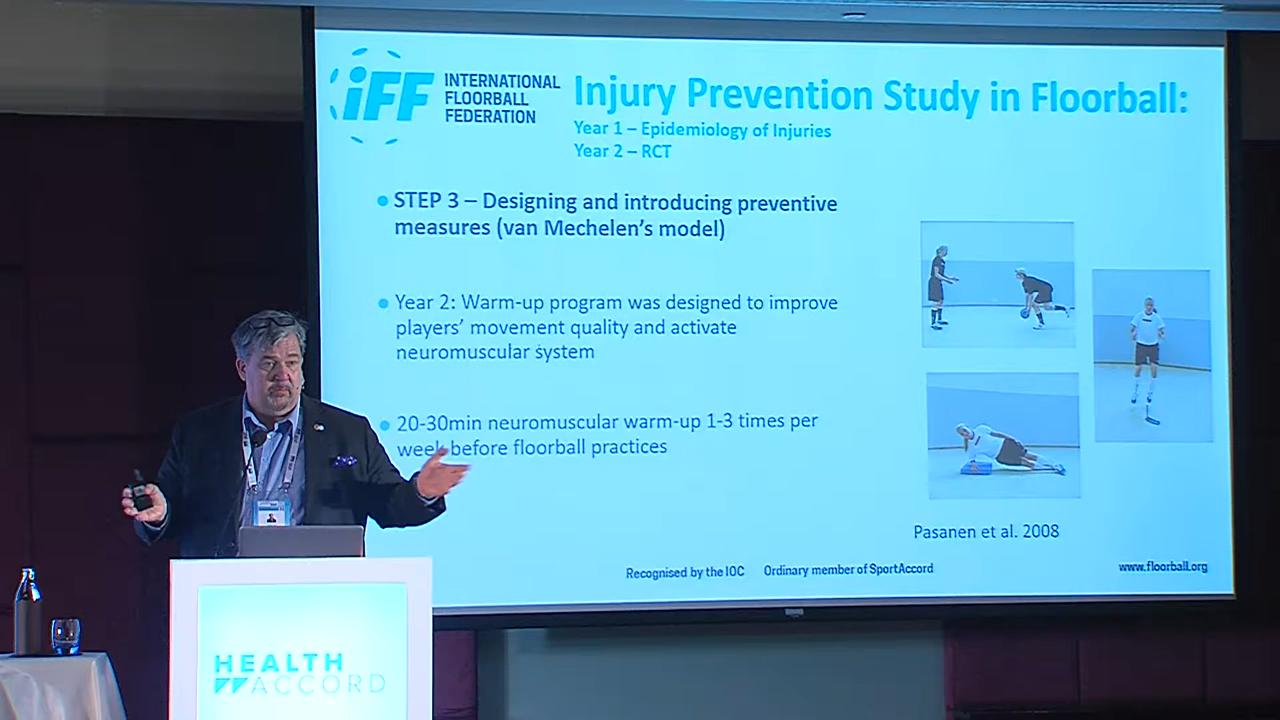 iFF
INTERNATIONAL
FLOORBALL
FEDERATION
Injury Prevention Study in Floorball:
Year 1 – Epidemiology of Injuries
Year 2 – RCT
STEP 3 – Designing and introducing preventive
measures (van Mechelen's model)
Year 2: Warm-up program was designed to improve
players' movement quality and activate
neuromuscular system
20-30min neuromuscular warm-up 1-3 times per
week before floorball practices
Pasanen et al. 2008
Recognised by the IOC Ordinary member of SportAccord
www.floorball.org
HEALTH
ACCORD